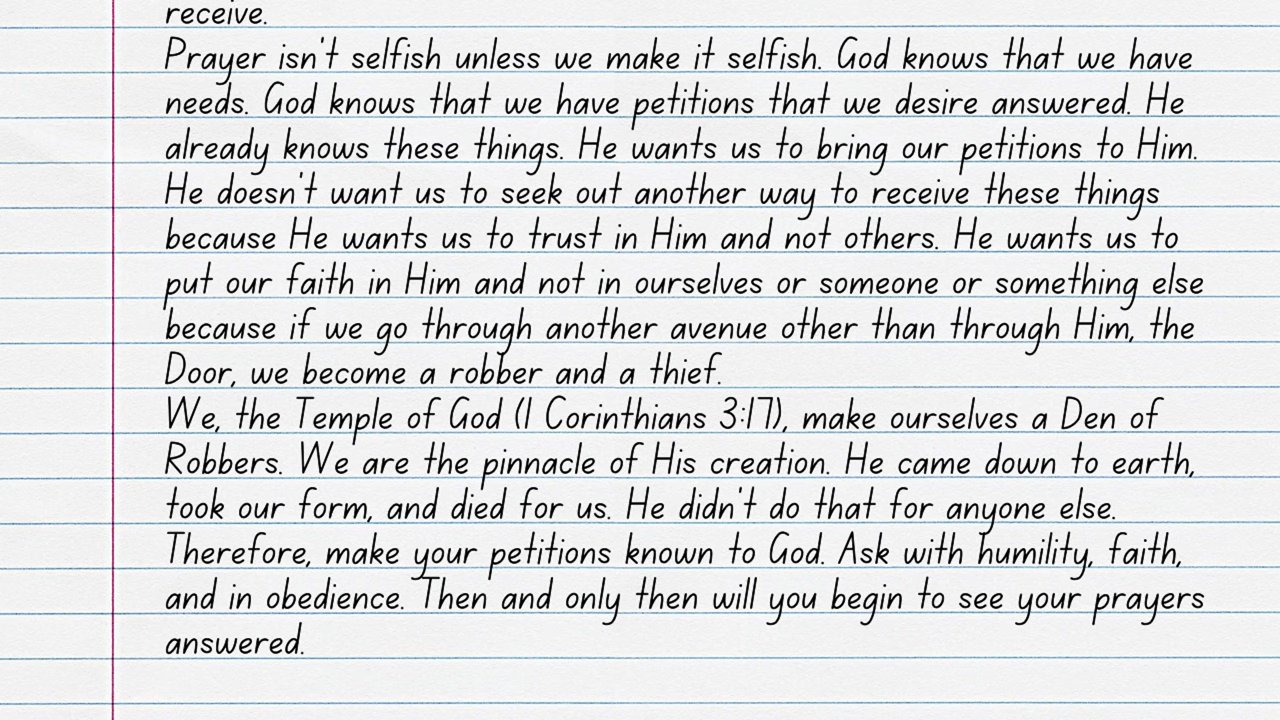 receive.
Prayer isn't selfish unless we make it selfish. God knows that we have
needs. God knows that we have petitions that we desire answered. He
already knows these things. He wants us to bring our petitions to Him.
He doesn't want us to seek out another way to receive these things
because He wants us to trust in Him and not others. He wants us to
put our faith in Him and not in ourselves or someone or something else
because if we go through another avenue other than through Him, the
Door, we become a robber and a thief.
We, the Temple of God (1 Corinthians 3:17), make ourselves a Den of
Robbers. We are the pinnacle of His creation. He came down to earth,
took our form, and died for us. He didn't do that for anyone else.
Therefore, make your petitions known to God. Ask with humility, faith,
and in obedience. Then and only then will you begin to see your prayers
answered.